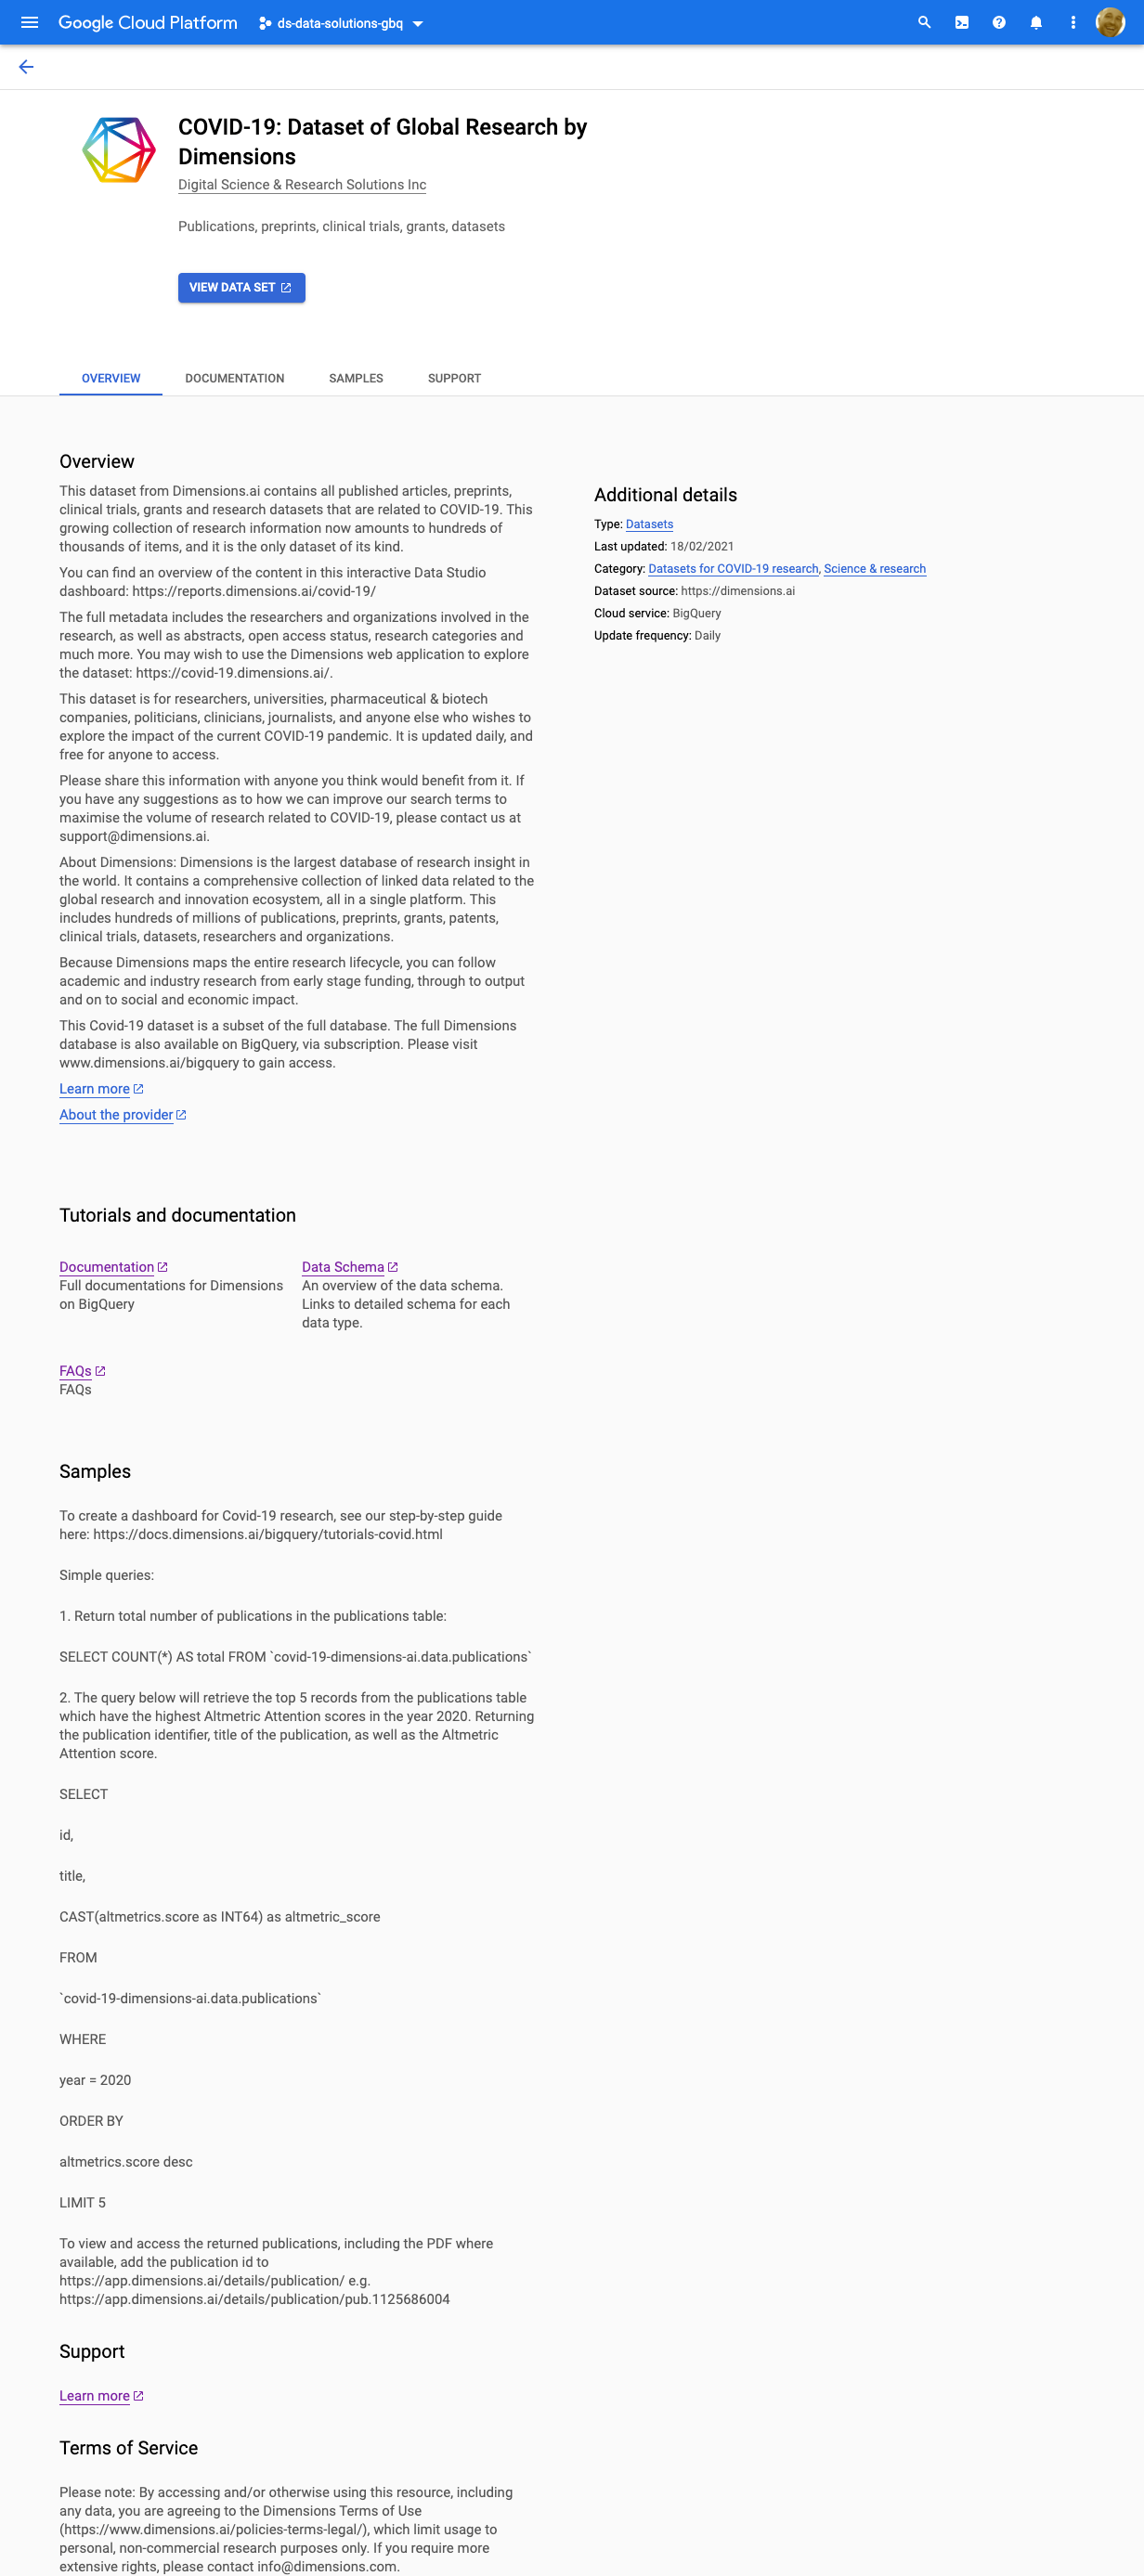 Google Cloud Platform
ds-data-solutions-gbq
COVID-19: Dataset of Global Research by
Dimensions
Digital Science & Research Solutions Inc
Publications, preprints, clinical trials, grants, datasets
VIEW DATA SET
OVERVIEW
DOCUMENTATION
SAMPLES
SUPPORT
Overview
This dataset from Dimensions.ai contains all published articles, preprints,
clinical trials, grants and research datasets that are related to COVID-19. This
growing collection of research information now amounts to hundreds of
thousands of items, and it is the only dataset of its kind.
You can find an overview of the content in this interactive Data Studio
dashboard: https://reports.dimensions.ai/covid-19/
The full metadata includes the researchers and organizations involved in the
research, as well as abstracts, open access status, research categories and
much more. You may wish to use the Dimensions web application to explore
the dataset: https://covid-19.dimensions.ai/.
This dataset is for researchers, universities, pharmaceutical & biotech
companies, politicians, clinicians, journalists, and anyone else who wishes to
explore the impact of the current COVID-19 pandemic. It is updated daily, and
free for anyone to access.
Please share this information with anyone you think would benefit from it. If
you have any suggestions as to how we can improve our search terms to
maximise the volume of research related to COVID-19, please contact us at
support@dimensions.ai.
About Dimensions: Dimensions is the largest database of research insight in
the world. It contains a comprehensive collection of linked data related to the
global research and innovation ecosystem, all in a single platform. This
includes hundreds of millions of publications, preprints, grants, patents,
clinical trials, datasets, researchers and organizations.
Because Dimensions maps the entire research lifecycle, you can follow
academic and industry research from early stage funding, through to output
and on to social and economic impact.
This Covid-19 dataset is a subset of the full database. The full Dimensions
database is also available on BigQuery, via subscription. Please visit
www.dimensions.ai/bigquery to gain access.
Learn more
About the provider
Additional details
Type: Datasets
Last updated: 18/02/2021
Category: Datasets for COVID-19 research, Science & research
Dataset source: https://dimensions.ai
Cloud service: BigQuery
Update frequency: Daily
Tutorials and documentation
Documentation
Full documentations for Dimensions
on BigQuery
Data Schema
An overview of the data schema.
Links to detailed schema for each
data type.
FAQs
FAQs
Samples
To create a dashboard for Covid-19 research, see our step-by-step guide
here: https://docs.dimensions.ai/bigquery/tutorials-covid.html
Simple queries:
1. Return total number of publications in the publications table:
SELECT COUNT(*) AS total FROM `covid-19-dimensions-ai.data.publications`
2. The query below will retrieve the top 5 records from the publications table
which have the highest Altmetric Attention scores in the year 2020. Returning
the publication identifier, title of the publication, as well as the Altmetric
Attention score.
SELECT
id,
title,
CAST(altmetrics.score as INT64) as altmetric_score
FROM
`covid-19-dimensions-ai.data.publications`
WHERE
year = 2020
ORDER BY
altmetrics.score desc
LIMIT 5
To view and access the returned publications, including the PDF where
available, add the publication id to
https://app.dimensions.ai/details/publication/ e.g.
https://app.dimensions.ai/details/publication/pub.1125686004
Support
Learn more
Terms of Service
Please note: By accessing and/or otherwise using this resource, including
any data, you are agreeing to the Dimensions Terms of Use
(https://www.dimensions.ai/policies-terms-legal/), which limit usage to
personal, non-commercial research purposes only. If you require more
extensive rights, please contact info@dimensions.com.